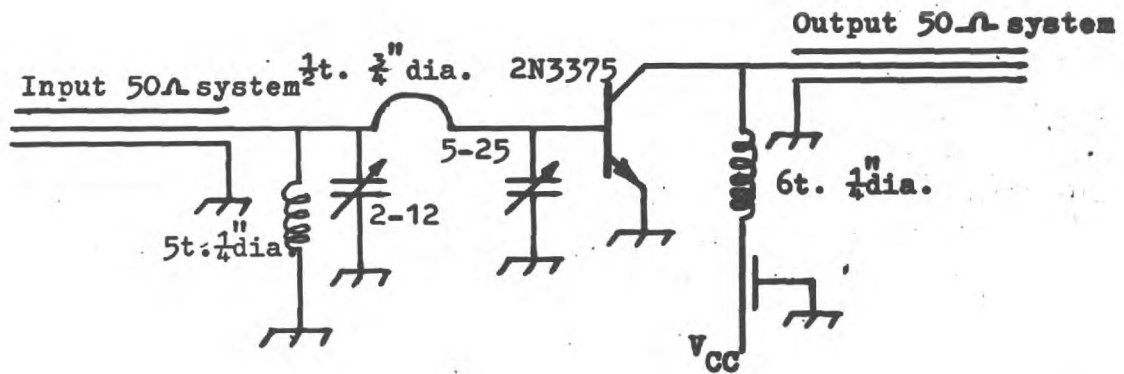 Output 50Ω system
Input 50Ω system
½t. ¾" dia.
2N3375
5-25
2-12
5t. ¼" dia.
6t. ¼" dia.
VCC